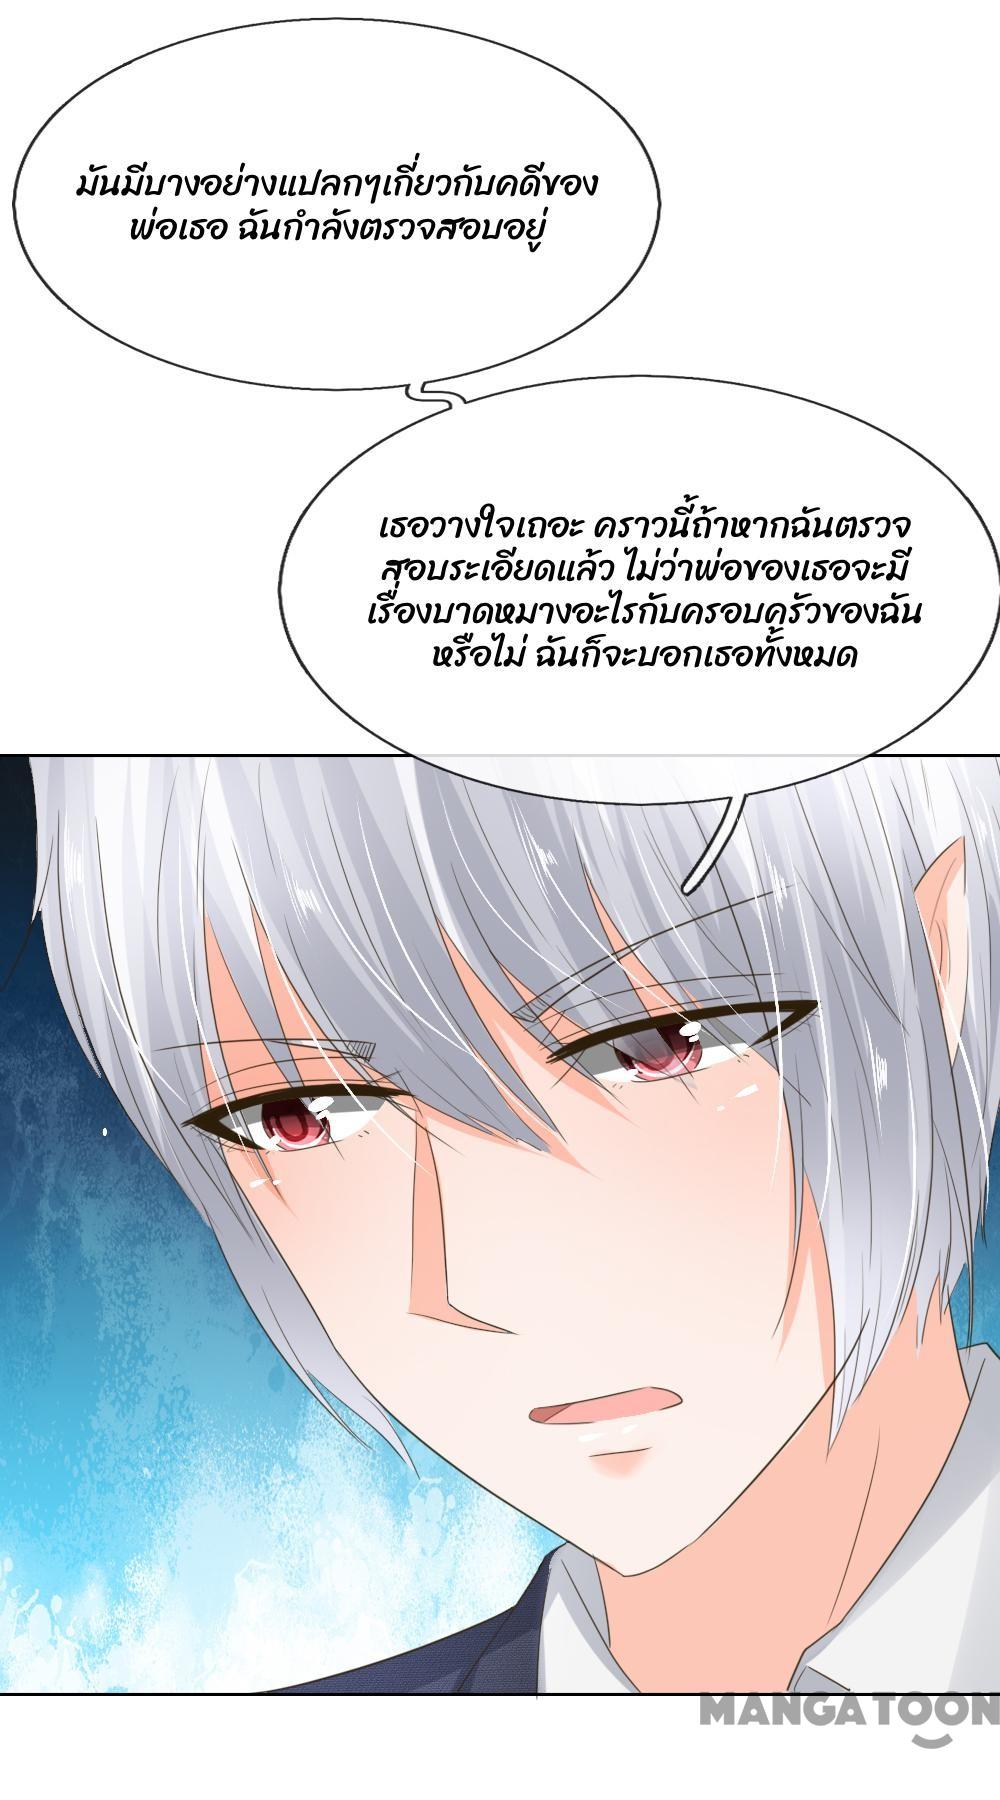 มันมีบางอย่างแปลกๆเกี่ยวกับคดีของ
พ่อเธอ ฉันกำลังตรวจสอบอยู่
เธอวางใจเถอะ คราวนี้ถ้าหากฉันตรวจ
สอบระเอียดแล้ว ไม่ว่าพ่อของเธอจะมี
เรื่องบาดหมางอะไรกับครอบครัวของฉัน
หรือไม่ ฉันก็จะบอกเธอทั้งหมด
MANGATOON